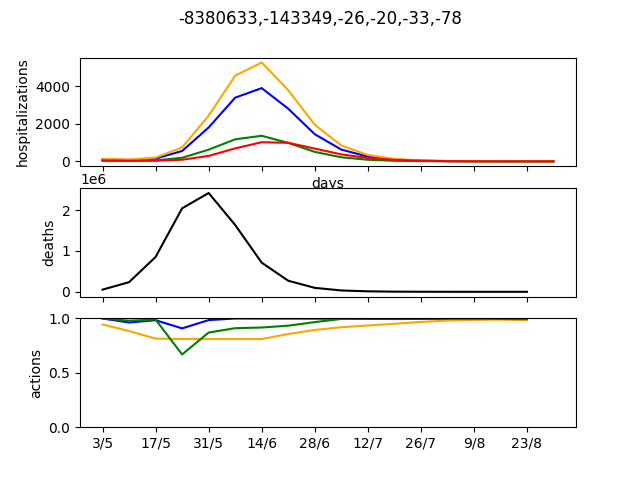 -8380633,-143349,-26,-20,-33,-78
hospitalizations
4000
2000
0
days
1e6
deaths
2
1
0
actions
1.0
0.5
0.0
3/5 17/5 31/5 14/6 28/6 12/7 26/7 9/8 23/8